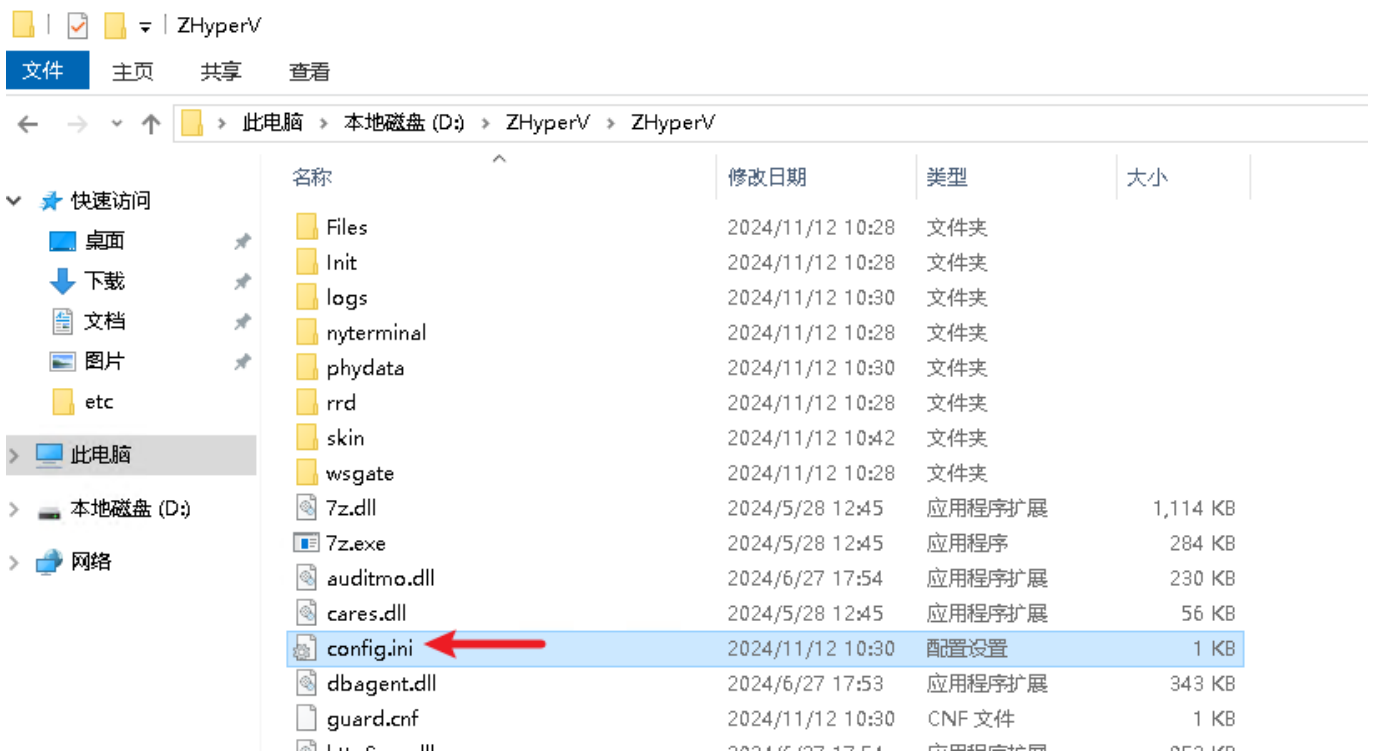 ZHyperV
文件 主页 共享 查看
此电脑 本地磁盘 (D:) ZHyperV ZHyperV
快速访问
桌面
下载
文档
图片
etc
此电脑
本地磁盘 (D:)
网络
名称 修改日期 类型 大小
Files 2024/11/12 10:28 文件夹
Init 2024/11/12 10:28 文件夹
logs 2024/11/12 10:30 文件夹
nyterminal 2024/11/12 10:28 文件夹
phydata 2024/11/12 10:30 文件夹
rrd 2024/11/12 10:28 文件夹
skin 2024/11/12 10:42 文件夹
wsgate 2024/11/12 10:28 文件夹
7z.dll 2024/5/28 12:45 应用程序扩展 1,114 KB
7z.exe 2024/5/28 12:45 应用程序 284 KB
auditmo.dll 2024/6/27 17:54 应用程序扩展 230 KB
cares.dll 2024/5/28 12:45 应用程序扩展 56 KB
config.ini 2024/11/12 10:30 配置设置 1 KB
dbagent.dll 2024/6/27 17:53 应用程序扩展 343 KB
guard.cnf 2024/11/12 10:30 CNF 文件 1 KB
2024/6/27 17:54 应用程序扩展